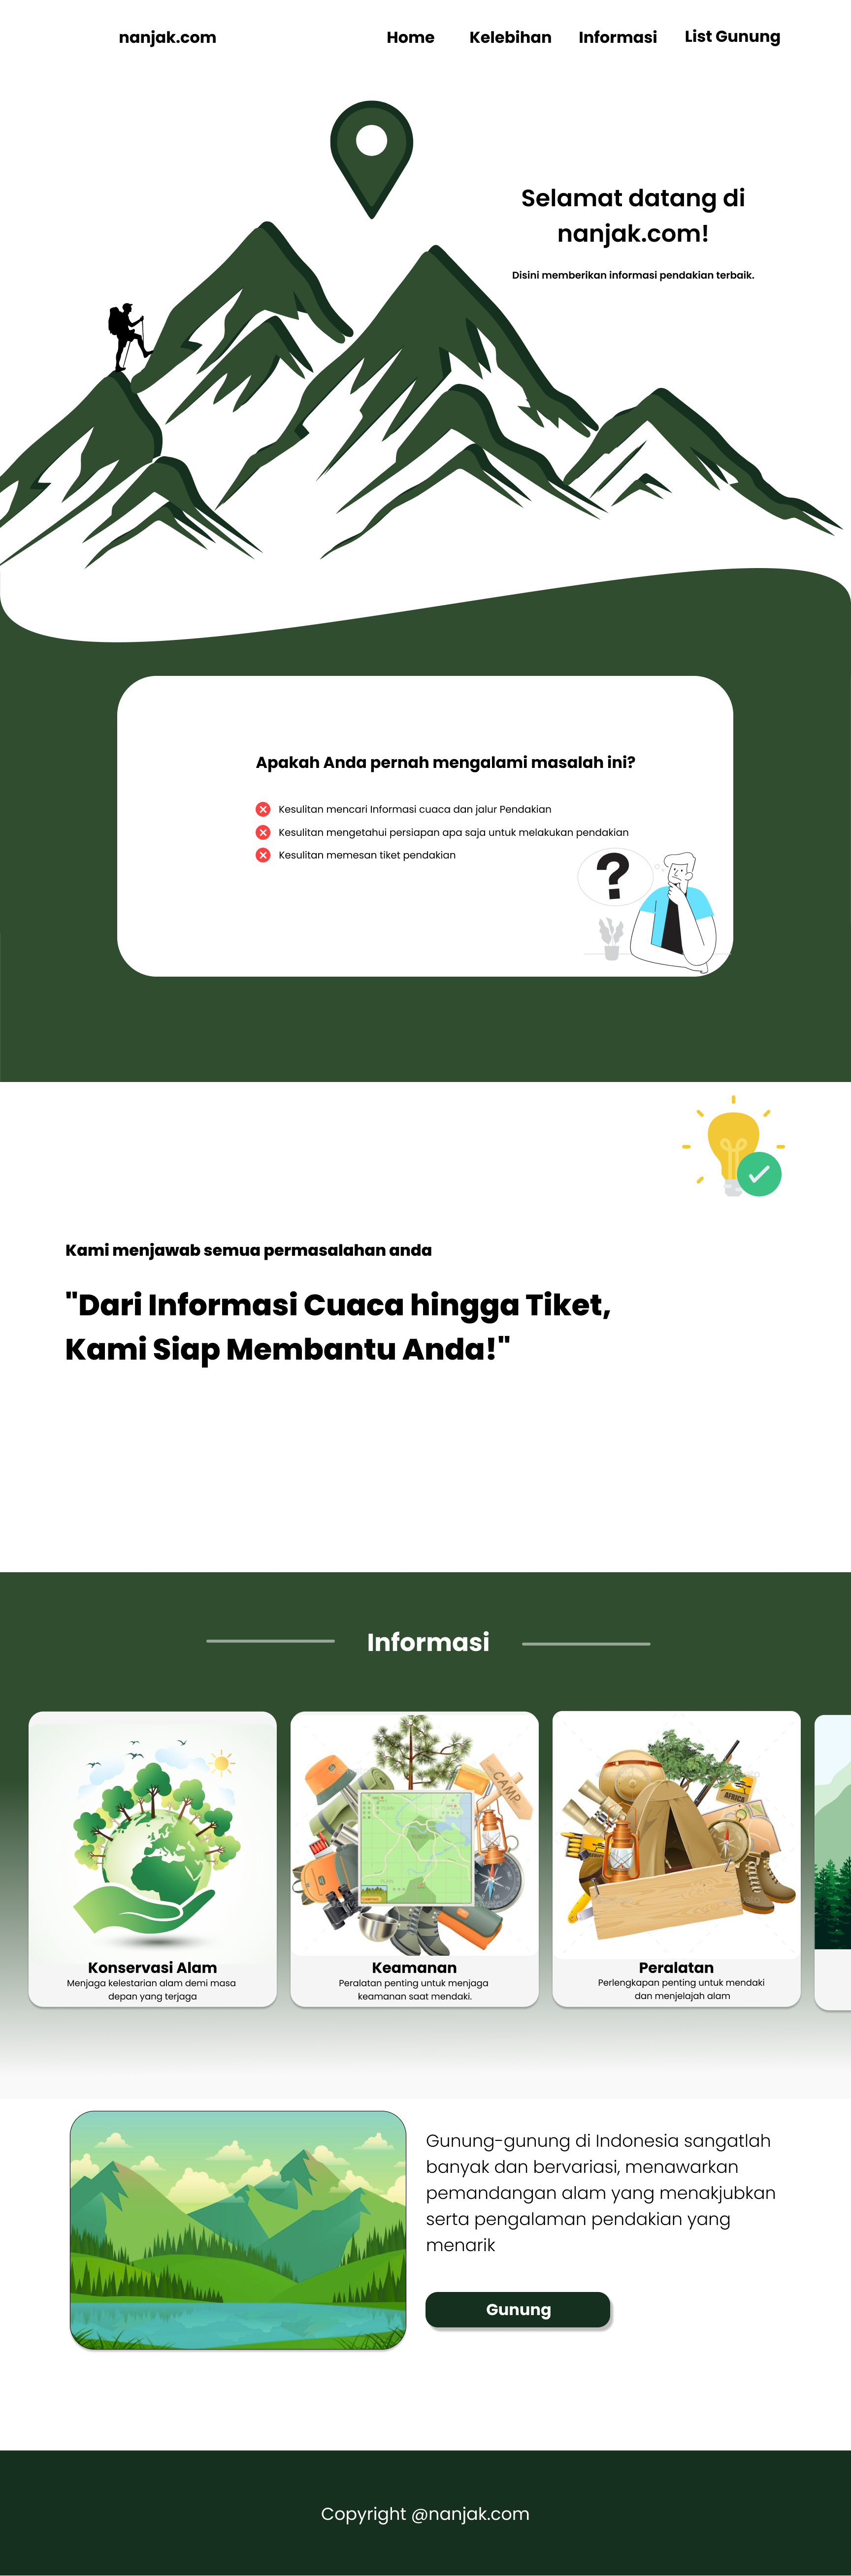 nanjak.com
Home
Kelebihan
Informasi
List Gunung
Selamat datang di
nanjak.com!
Disini memberikan informasi pendakian terbaik.
Apakah Anda pernah mengalami masalah ini?
Kesulitan mencari Informasi cuaca dan jalur Pendakian
Kesulitan mengetahui persiapan apa saja untuk melakukan pendakian
Kesulitan memesan tiket pendakian
?
Kami menjawab semua permasalahan anda
"Dari Informasi Cuaca hingga Tiket,
Kami Siap Membantu Anda!"
Informasi
CAMP
AFRICA
Konservasi Alam
Menjaga kelestarian alam demi masa
depan yang terjaga
Keamanan
Peralatan penting untuk menjaga
keamanan saat mendaki.
Peralatan
Perlengkapan penting untuk mendaki
dan menjelajah alam
Gunung-gunung di Indonesia sangatlah
banyak dan bervariasi, menawarkan
pemandangan alam yang menakjubkan
serta pengalaman pendakian yang
menarik
Gunung
Copyright @nanjak.com